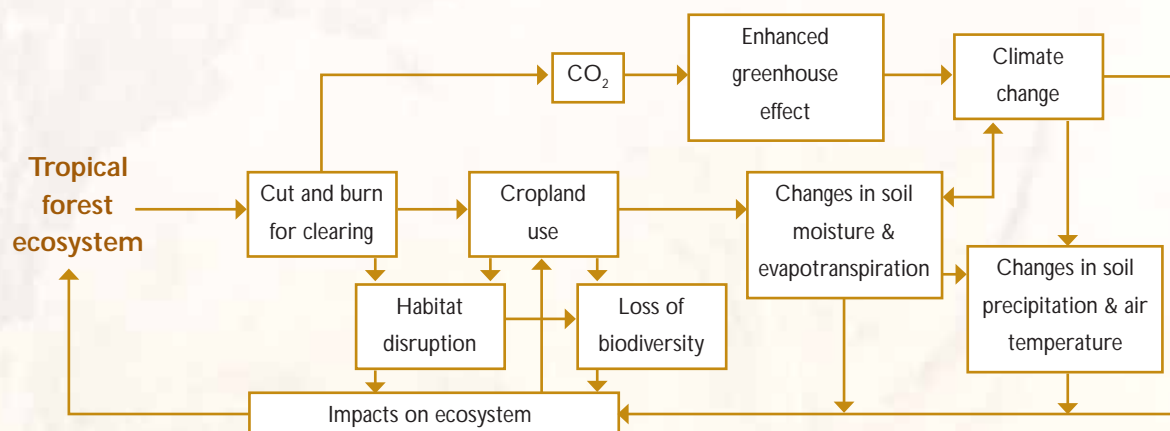 Enhanced
greenhouse
effect
CO₂
Climate
change
Tropical
forest
ecosystem
Cut and burn
for clearing
Cropland
use
Changes in soil
moisture &
evapotranspiration
Changes in soil
precipitation & air
temperature
Habitat
disruption
Loss of
biodiversity
Impacts on ecosystem